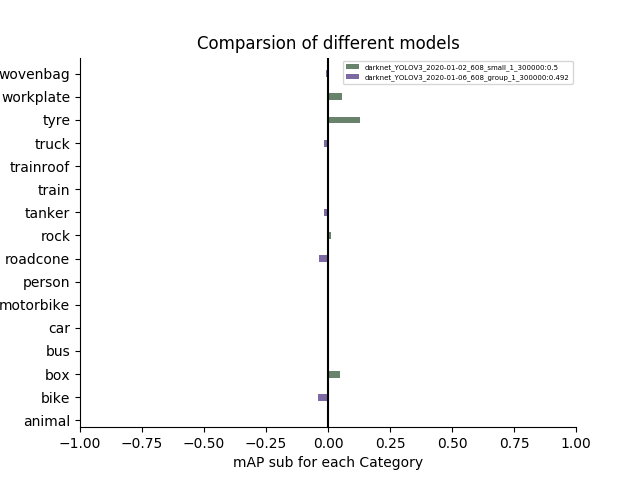 Comparsion of different models
darknet_YOLOV3_2020-01-02_608_small_1_300000:0.5
darknet_YOLOV3_2020-01-06_608_group_1_300000:0.492
wovenbag
workplate
tyre
truck
trainroof
train
tanker
rock
roadcone
person
motorbike
car
bus
box
bike
animal
−1.00 −0.75 −0.50 −0.25 0.00 0.25 0.50 0.75 1.00
mAP sub for each Category